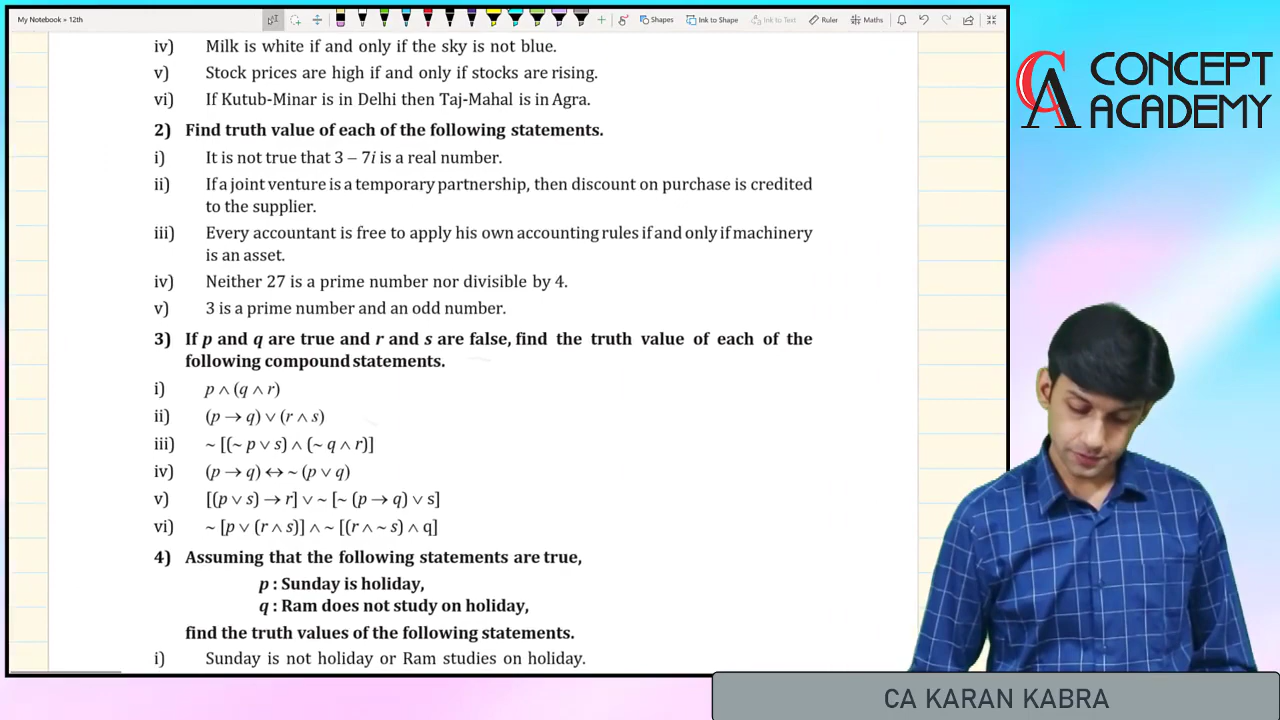 My Notebook » 12th
Shapes
Ink to Shape
Ink to Text
Ruler
Maths
iv) Milk is white if and only if the sky is not blue.
v) Stock prices are high if and only if stocks are rising.
vi) If Kutub-Minar is in Delhi then Taj-Mahal is in Agra.
2) Find truth value of each of the following statements.
i) It is not true that 3 – 7i is a real number.
ii) If a joint venture is a temporary partnership, then discount on purchase is credited
to the supplier.
iii) Every accountant is free to apply his own accounting rules if and only if machinery
is an asset.
iv) Neither 27 is a prime number nor divisible by 4.
v) 3 is a prime number and an odd number.
3) If p and q are true and r and s are false, find the truth value of each of the
following compound statements.
i) p ∧ (q ∧ r)
ii) (p → q) ∨ (r ∧ s)
iii) ~ [(~ p ∨ s) ∧ (~ q ∧ r)]
iv) (p → q) ↔ ~ (p ∨ q)
v) [(p ∨ s) → r] ∨ ~ [~ (p → q) ∨ s]
vi) ~ [p ∨ (r ∧ s)] ∧ ~ [(r ∧ ~ s) ∧ q]
4) Assuming that the following statements are true,
p : Sunday is holiday,
q : Ram does not study on holiday,
find the truth values of the following statements.
i) Sunday is not holiday or Ram studies on holiday.
CA CONCEPT
ACADEMY
CA KARAN KABRA